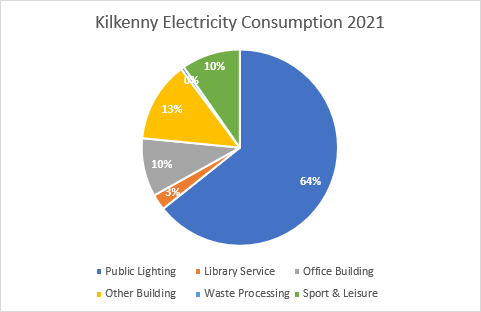 Kilkenny Electricity Consumption 2021
10%
0%
13%
10%
3%
64%
Public Lighting Library Service Office Building
Other Building Waste Processing Sport & Leisure